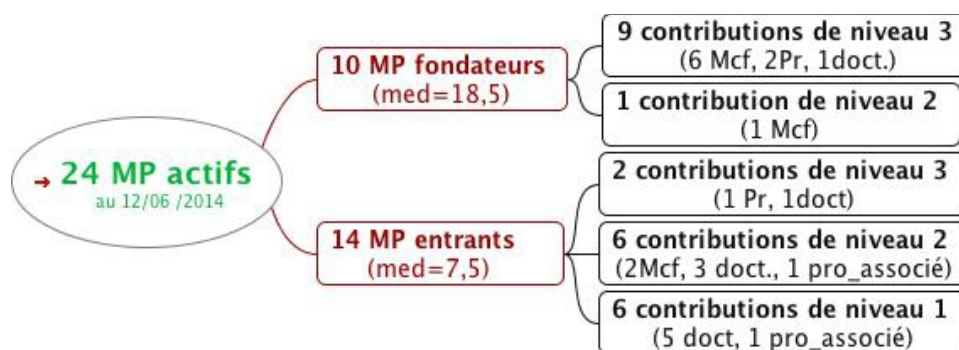 24 MP actifs
au 12/06 /2014
10 MP fondateurs
(med=18,5)
9 contributions de niveau 3
(6 Mcf, 2Pr, 1doct.)
1 contribution de niveau 2
(1 Mcf)
14 MP entrants
(med=7,5)
2 contributions de niveau 3
(1 Pr, 1doct)
6 contributions de niveau 2
(2Mcf, 3 doct., 1 pro_associé)
6 contributions de niveau 1
(5 doct, 1 pro_associé)